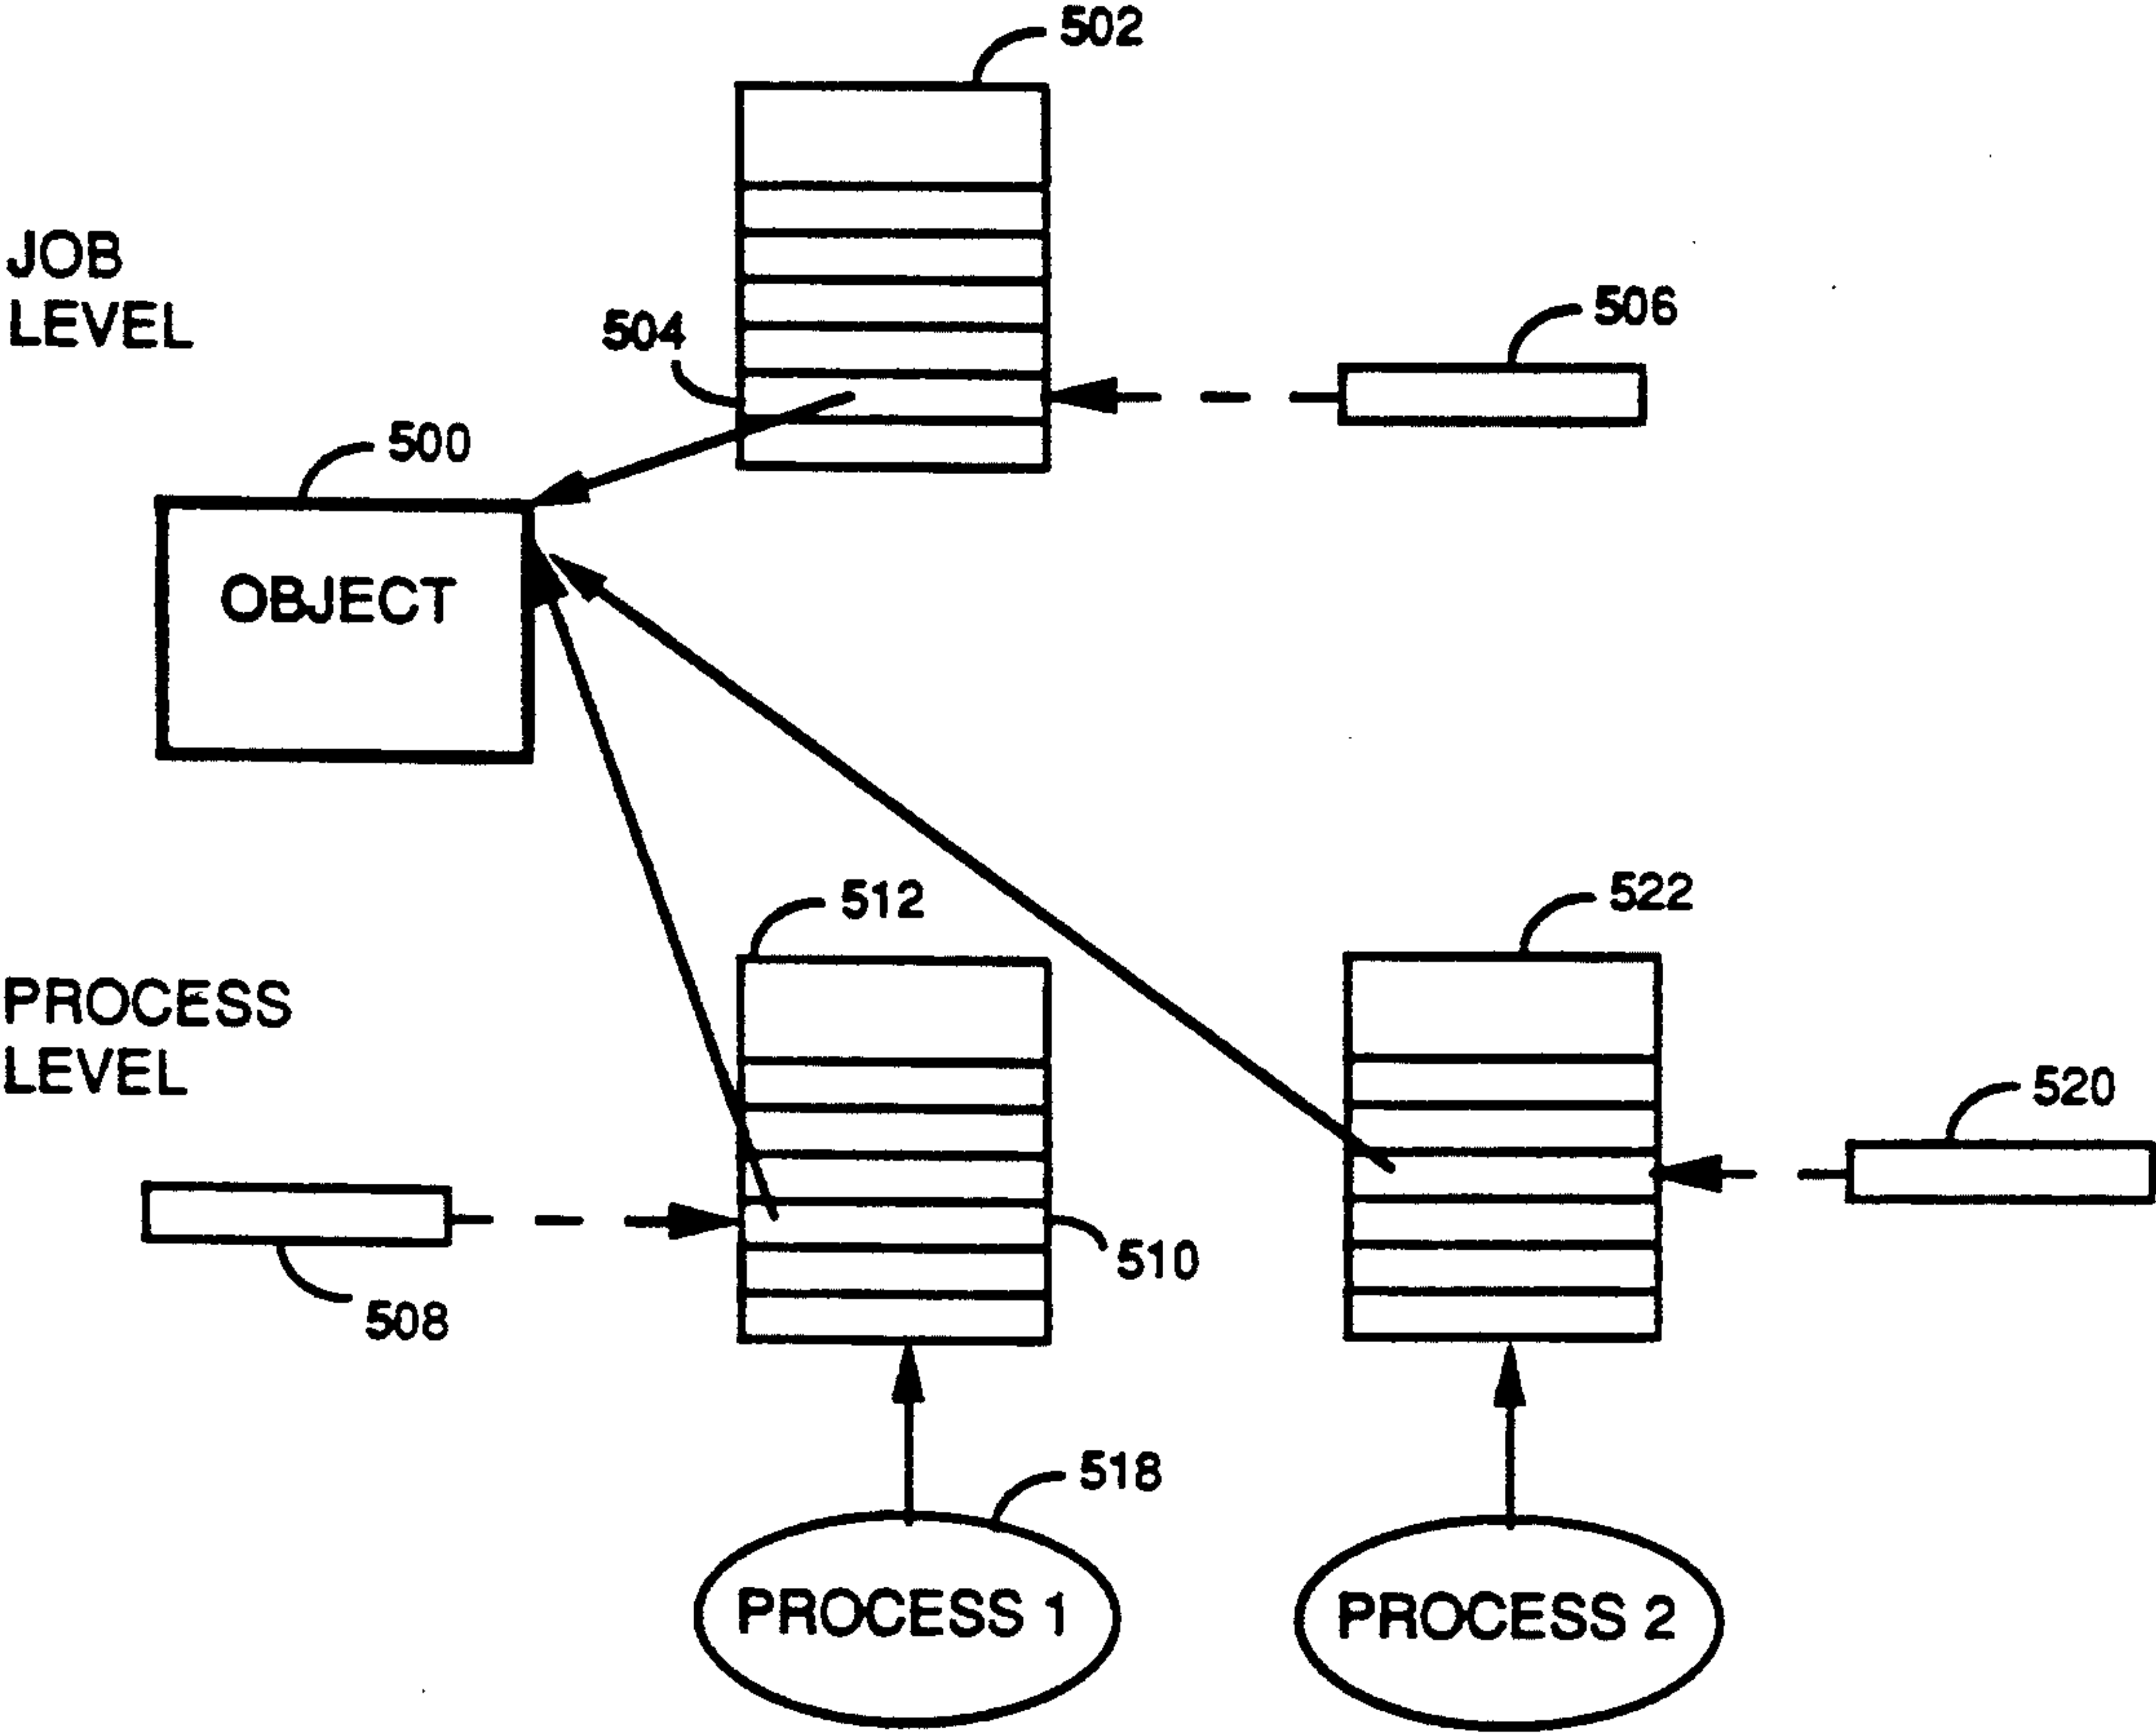 502
JOB
LEVEL
504
506
500
OBJECT
512
522
PROCESS
LEVEL
520
510
508
518
PROCESS 1
PROCESS 2